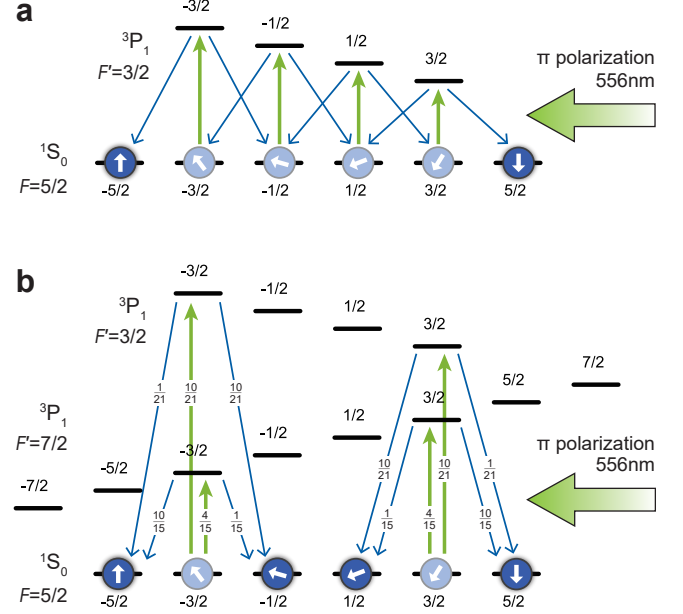 a
-3/2
-1/2
1/2
3/2
³P₁
F'=3/2
π polarization
556nm
¹S₀
F=5/2
-5/2
-3/2
-1/2
1/2
3/2
5/2
b
-3/2
-1/2
1/2
3/2
5/2
7/2
³P₁
F'=3/2
1/21
10/21
10/21
³P₁
F'=7/2
-7/2
-5/2
-3/2
-1/2
1/2
3/2
10/21
10/21
1/21
π polarization
556nm
10/15
4/15
1/15
1/15
4/15
10/15
¹S₀
F=5/2
-5/2
-3/2
-1/2
1/2
3/2
5/2